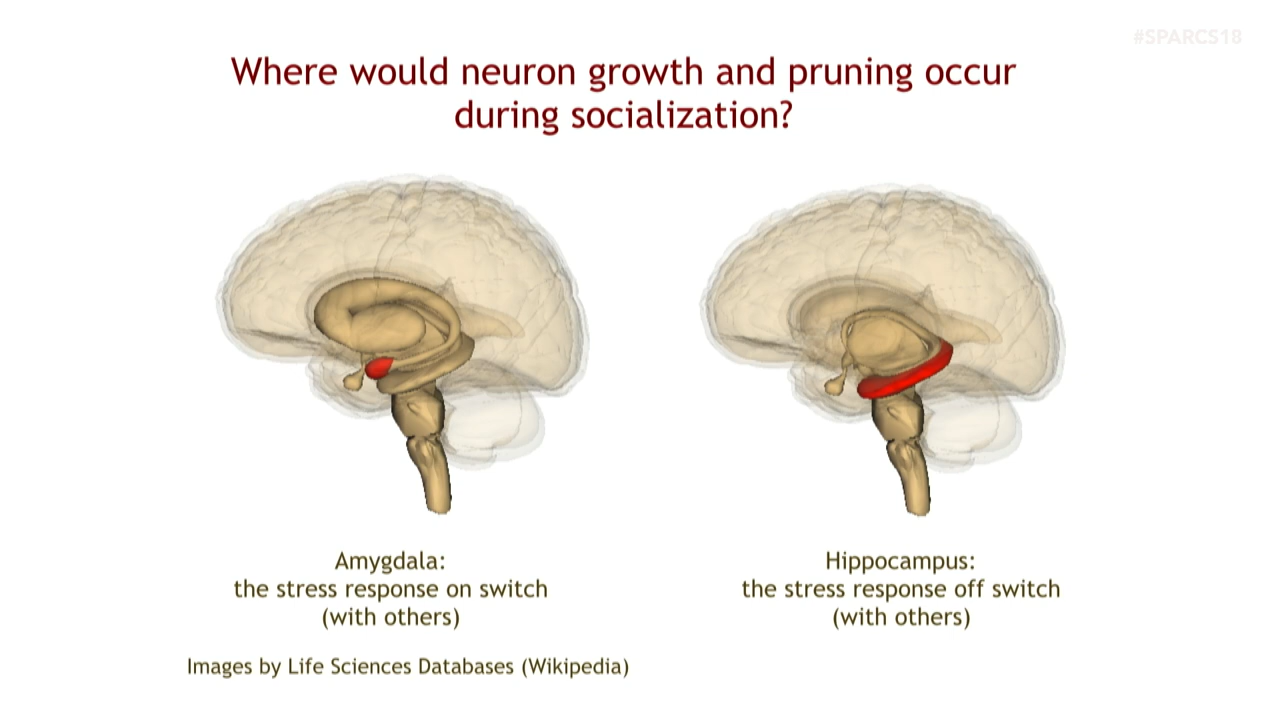 #SPARCS18
Where would neuron growth and pruning occur
during socialization?
Amygdala:
the stress response on switch
(with others)
Hippocampus:
the stress response off switch
(with others)
Images by Life Sciences Databases (Wikipedia)